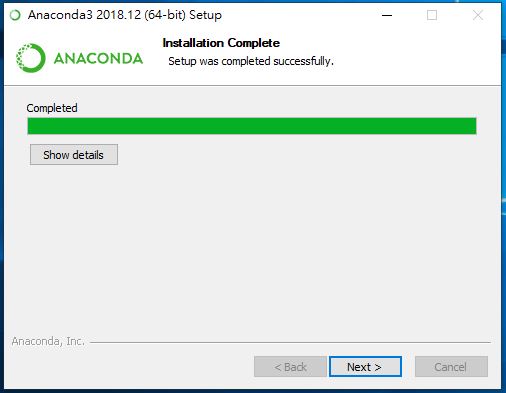 Anaconda3 2018.12 (64-bit) Setup
ANACONDA
Installation Complete
Setup was completed successfully.
Completed
Show details
Anaconda, Inc.
< Back
Next >
Cancel